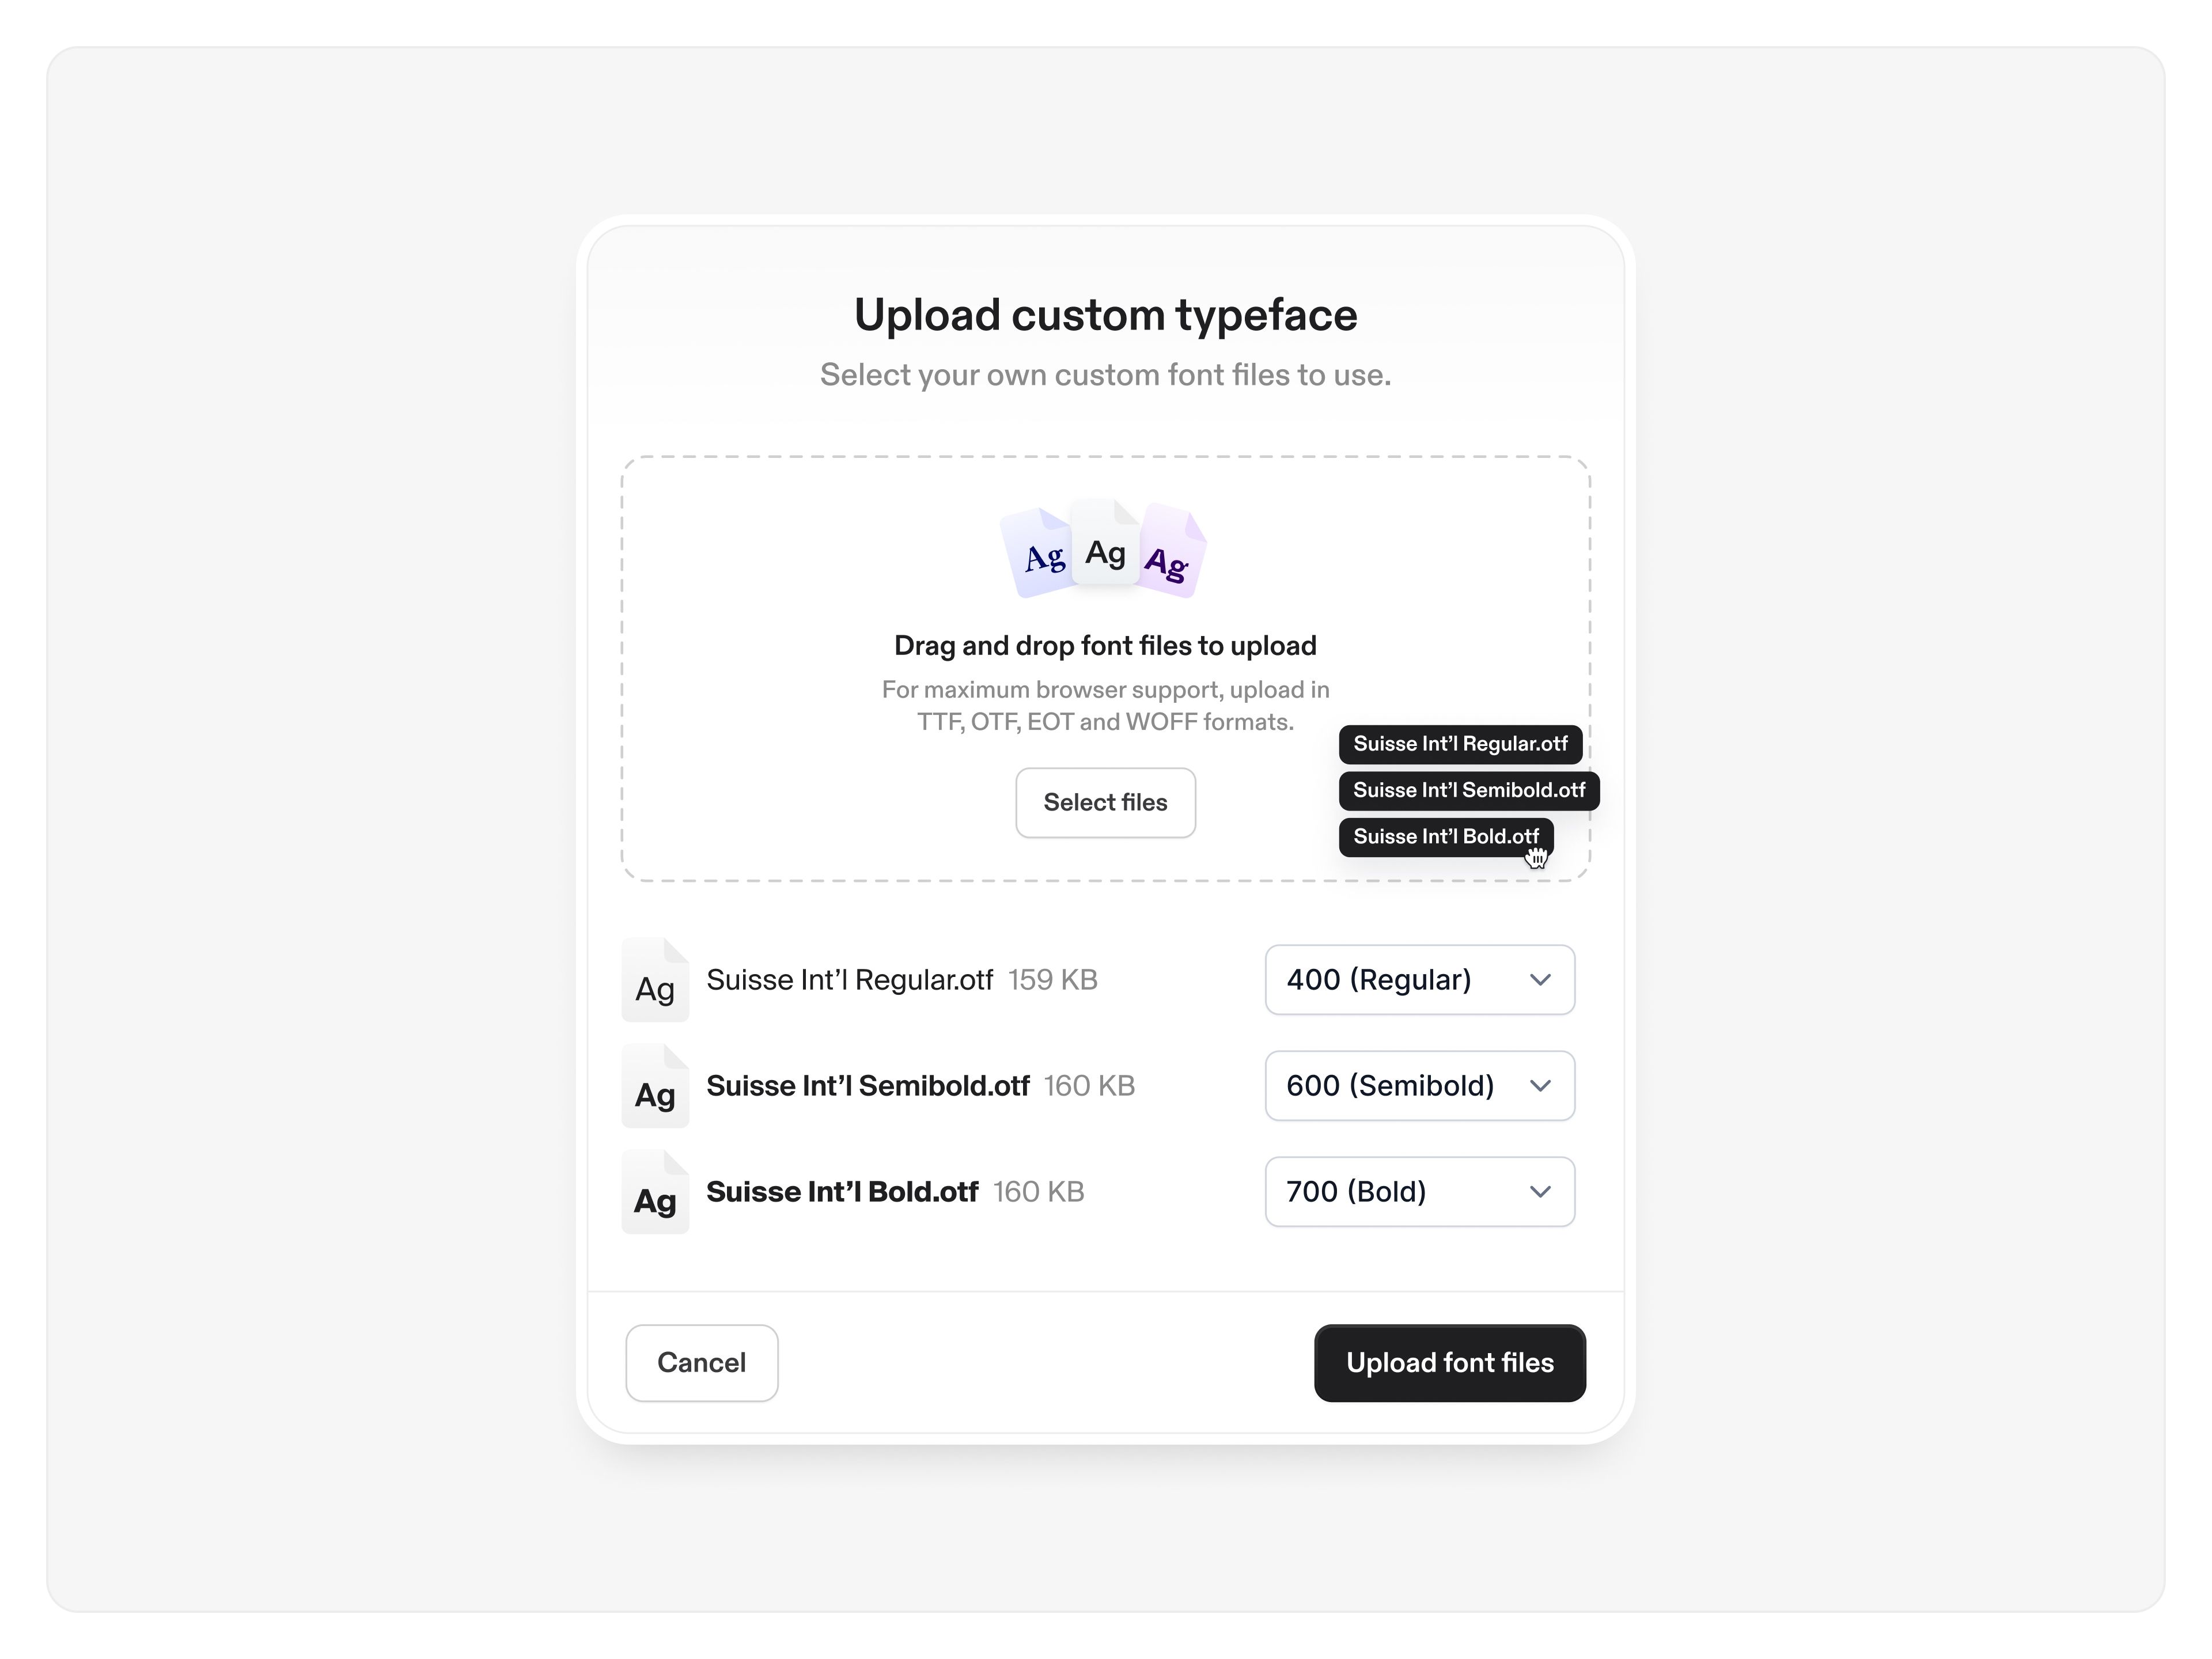 Upload custom typeface
Select your own custom font files to use.
Ag Ag Ag
Drag and drop font files to upload
For maximum browser support, upload in
TTF, OTF, EOT and WOFF formats.
Select files
Suisse Int’l Regular.otf
Suisse Int’l Semibold.otf
Suisse Int’l Bold.otf
Ag Suisse Int’l Regular.otf 159 KB 400 (Regular)
Ag Suisse Int’l Semibold.otf 160 KB 600 (Semibold)
Ag Suisse Int’l Bold.otf 160 KB 700 (Bold)
Cancel Upload font files